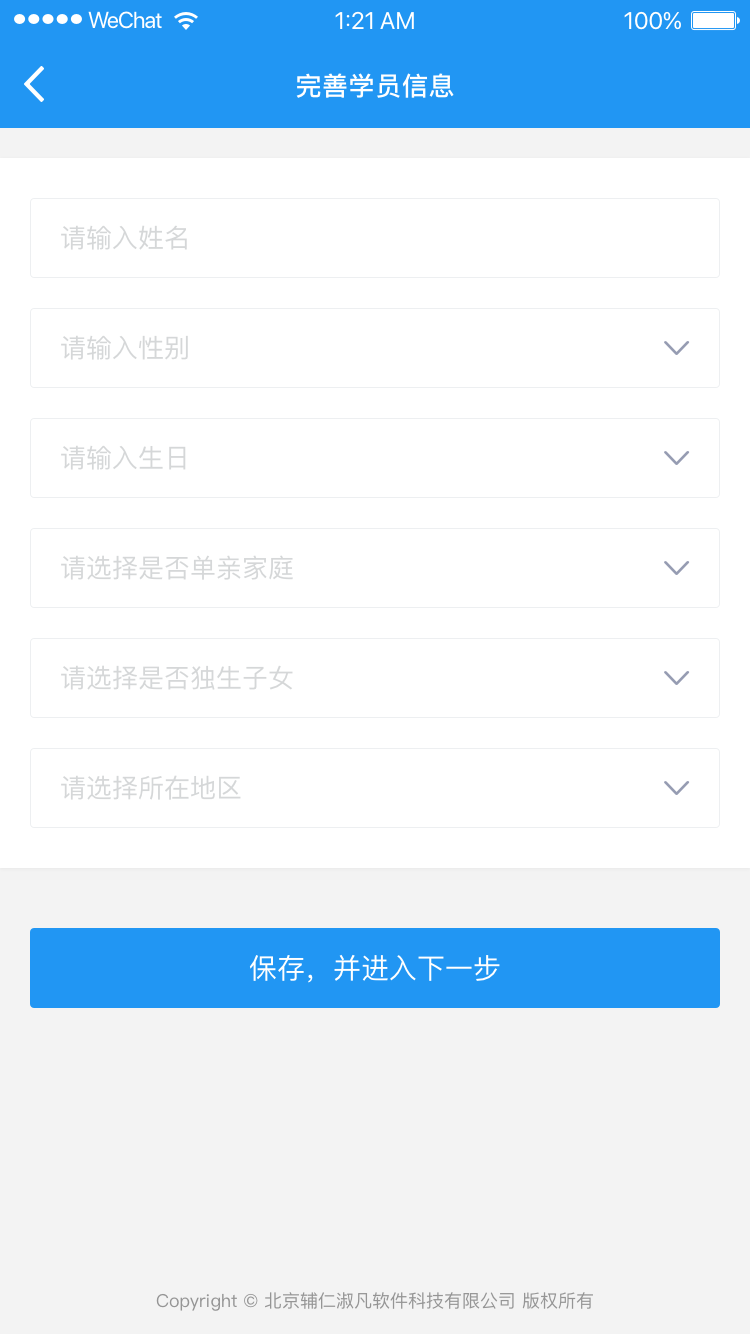 WeChat 1:21 AM 100%
完善学员信息
请输入姓名
请输入性别
请输入生日
请选择是否单亲家庭
请选择是否独生子女
请选择所在地区
保存，并进入下一步
Copyright © 北京辅仁淑凡软件科技有限公司 版权所有